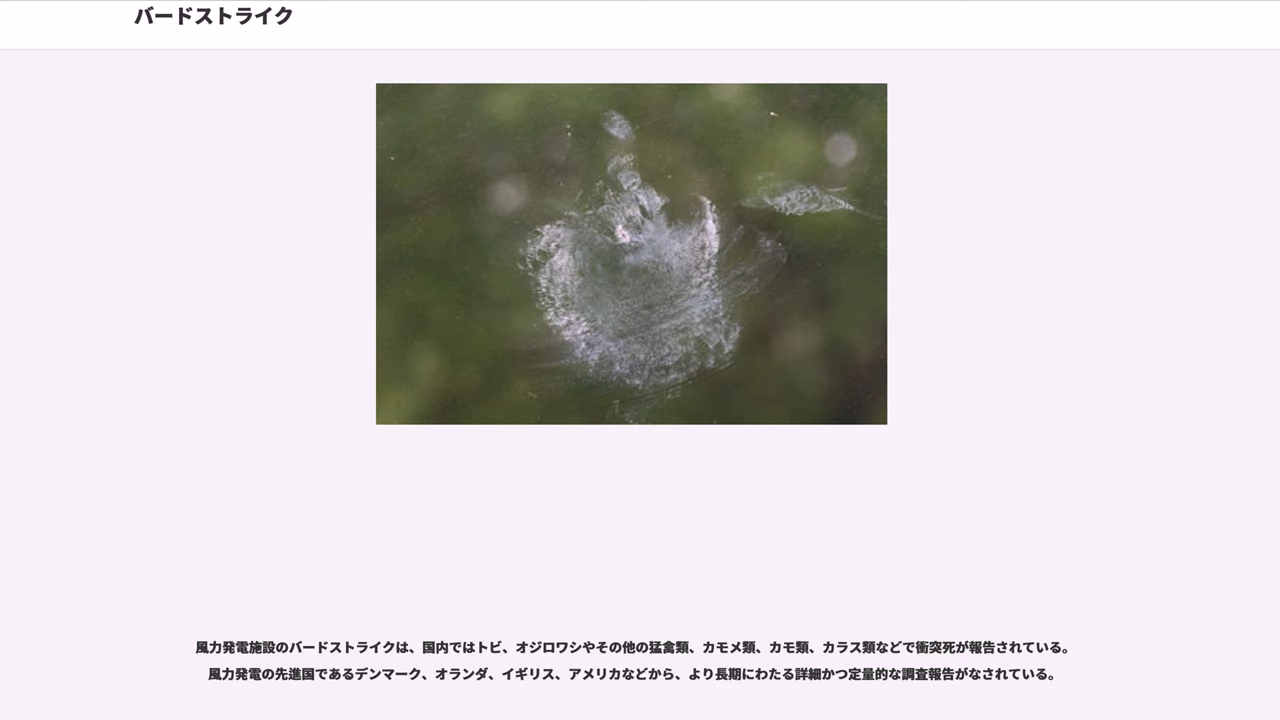 バードストライク
風力発電施設のバードストライクは、国内ではトビ、オジロワシやその他の猛禽類、カモメ類、カモ類、カラス類などで衝突死が報告されている。
風力発電の先進国であるデンマーク、オランダ、イギリス、アメリカなどから、より長期にわたる詳細かつ定量的な調査報告がなされている。